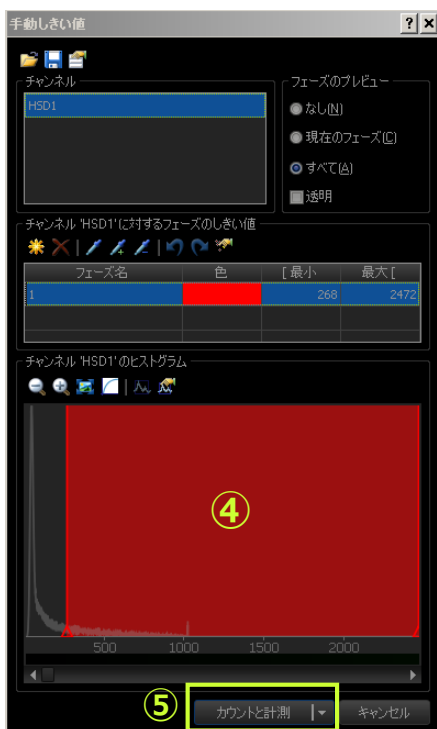 手動しきい値
?
チャンネル
HSD1
フェーズのプレビュー
なし(N)
現在のフェーズ(C)
すべて(A)
透明
チャンネル 'HSD1'に対するフェーズのしきい値
フェーズ名 色 [ 最小 最大 [
1 268 2472
チャンネル 'HSD1' のヒストグラム
④
500 1000 1500 2000
⑤ カウントと計測 キャンセル